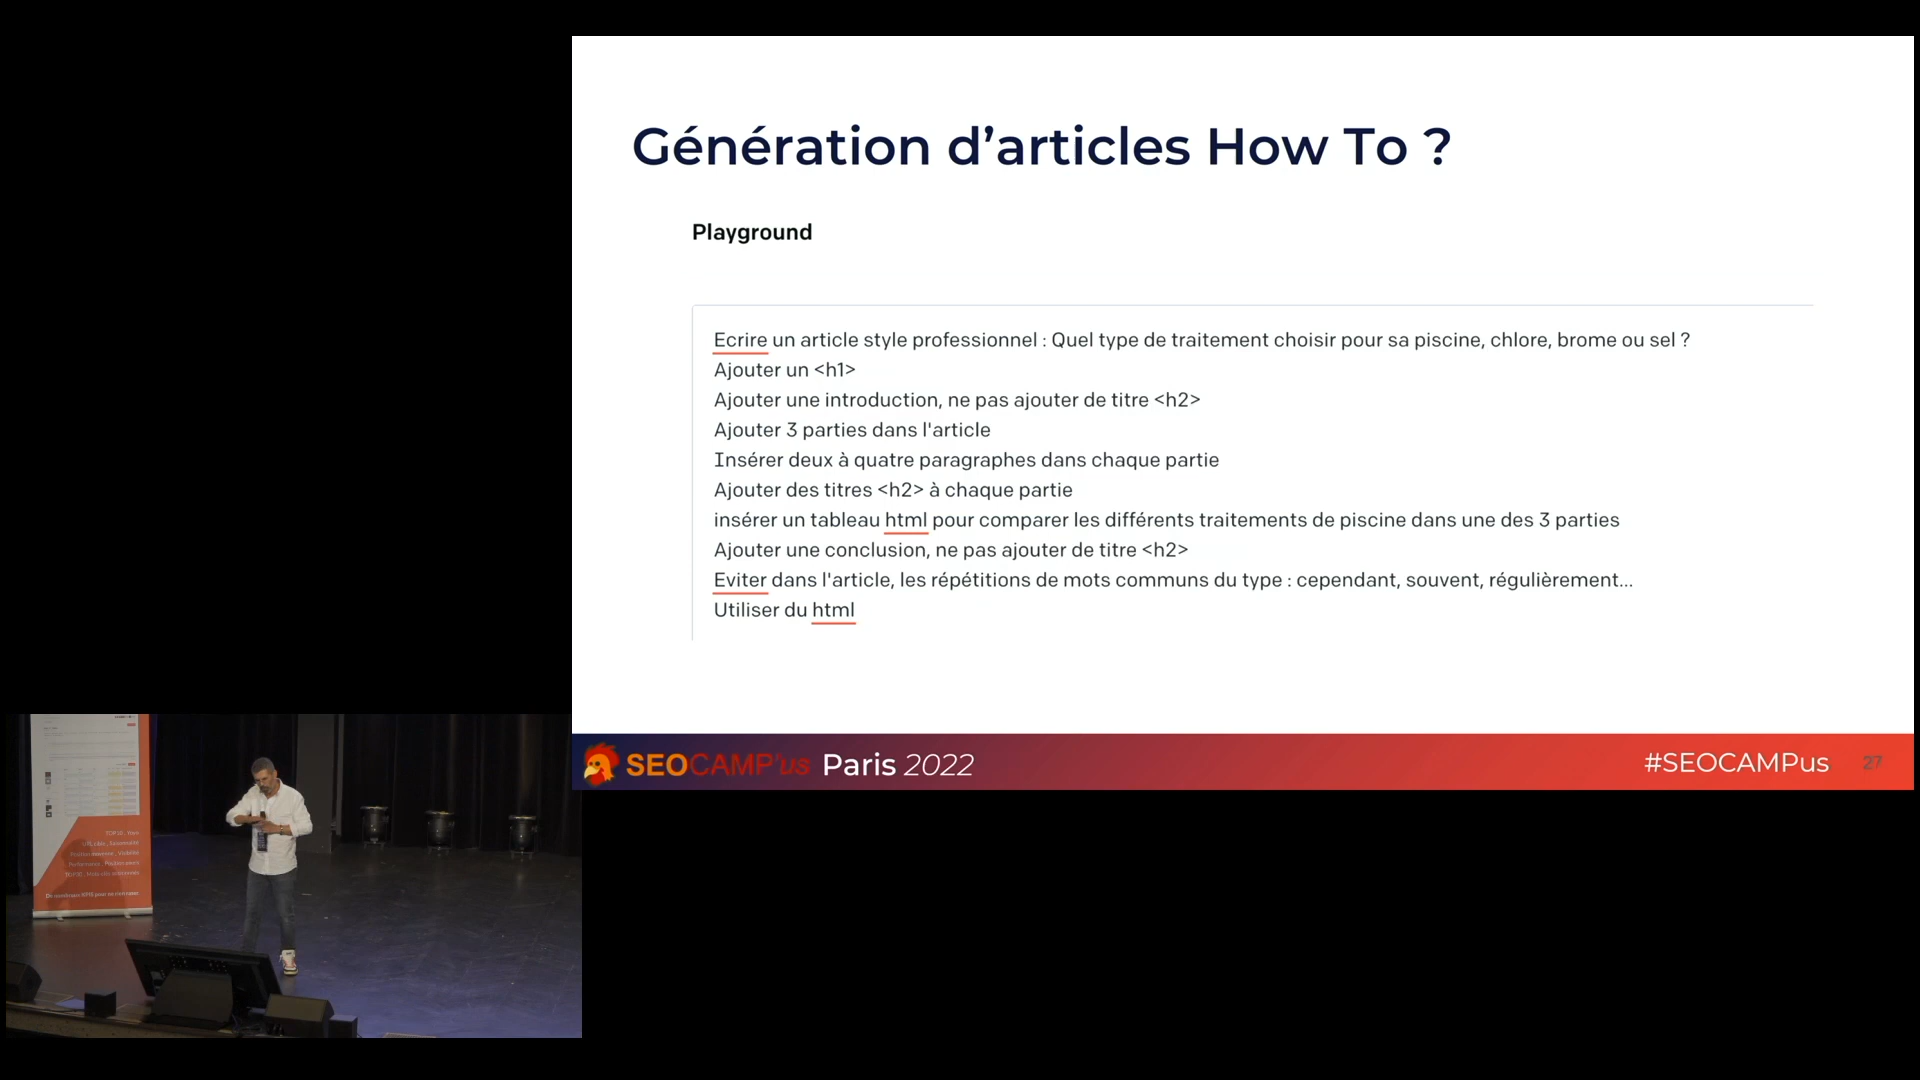 Génération d’articles How To ?
Playground
Ecrire un article style professionnel : Quel type de traitement choisir pour sa piscine, chlore, brome ou sel ?
Ajouter un <h1>
Ajouter une introduction, ne pas ajouter de titre <h2>
Ajouter 3 parties dans l'article
Insérer deux à quatre paragraphes dans chaque partie
Ajouter des titres <h2> à chaque partie
insérer un tableau html pour comparer les différents traitements de piscine dans une des 3 parties
Ajouter une conclusion, ne pas ajouter de titre <h2>
Eviter dans l'article, les répétitions de mots communs du type : cependant, souvent, régulièrement...
Utiliser du html
SEOCAMP'us Paris 2022
#SEOCAMPus 27